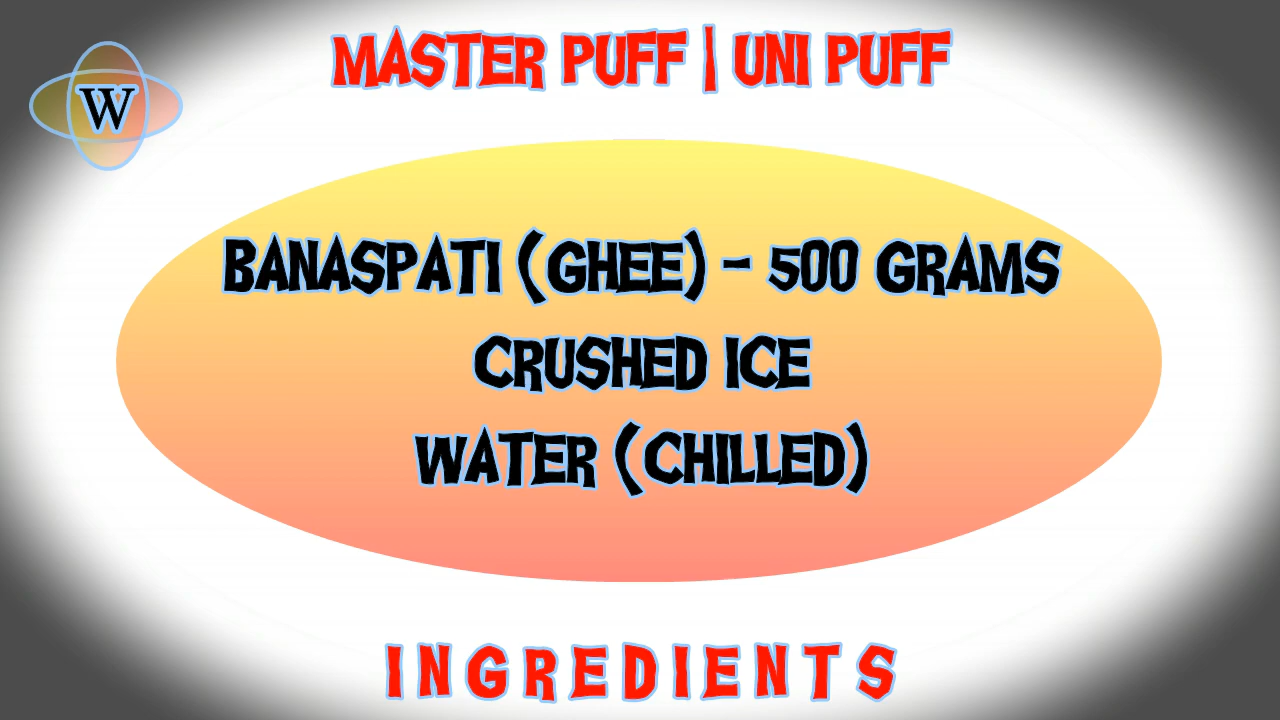 MASTER PUFF | UNI PUFF
W
BANASPATI (GHEE) - 500 GRAMS
CRUSHED ICE
WATER (CHILLED)
INGREDIENTS